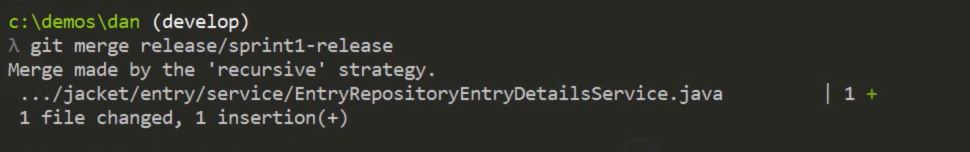 c:\demos\dan (develop)
λ git merge release/sprint1-release
Merge made by the 'recursive' strategy.
.../jacket/entry/service/EntryRepositoryEntryDetailsService.java | 1 +
1 file changed, 1 insertion(+)